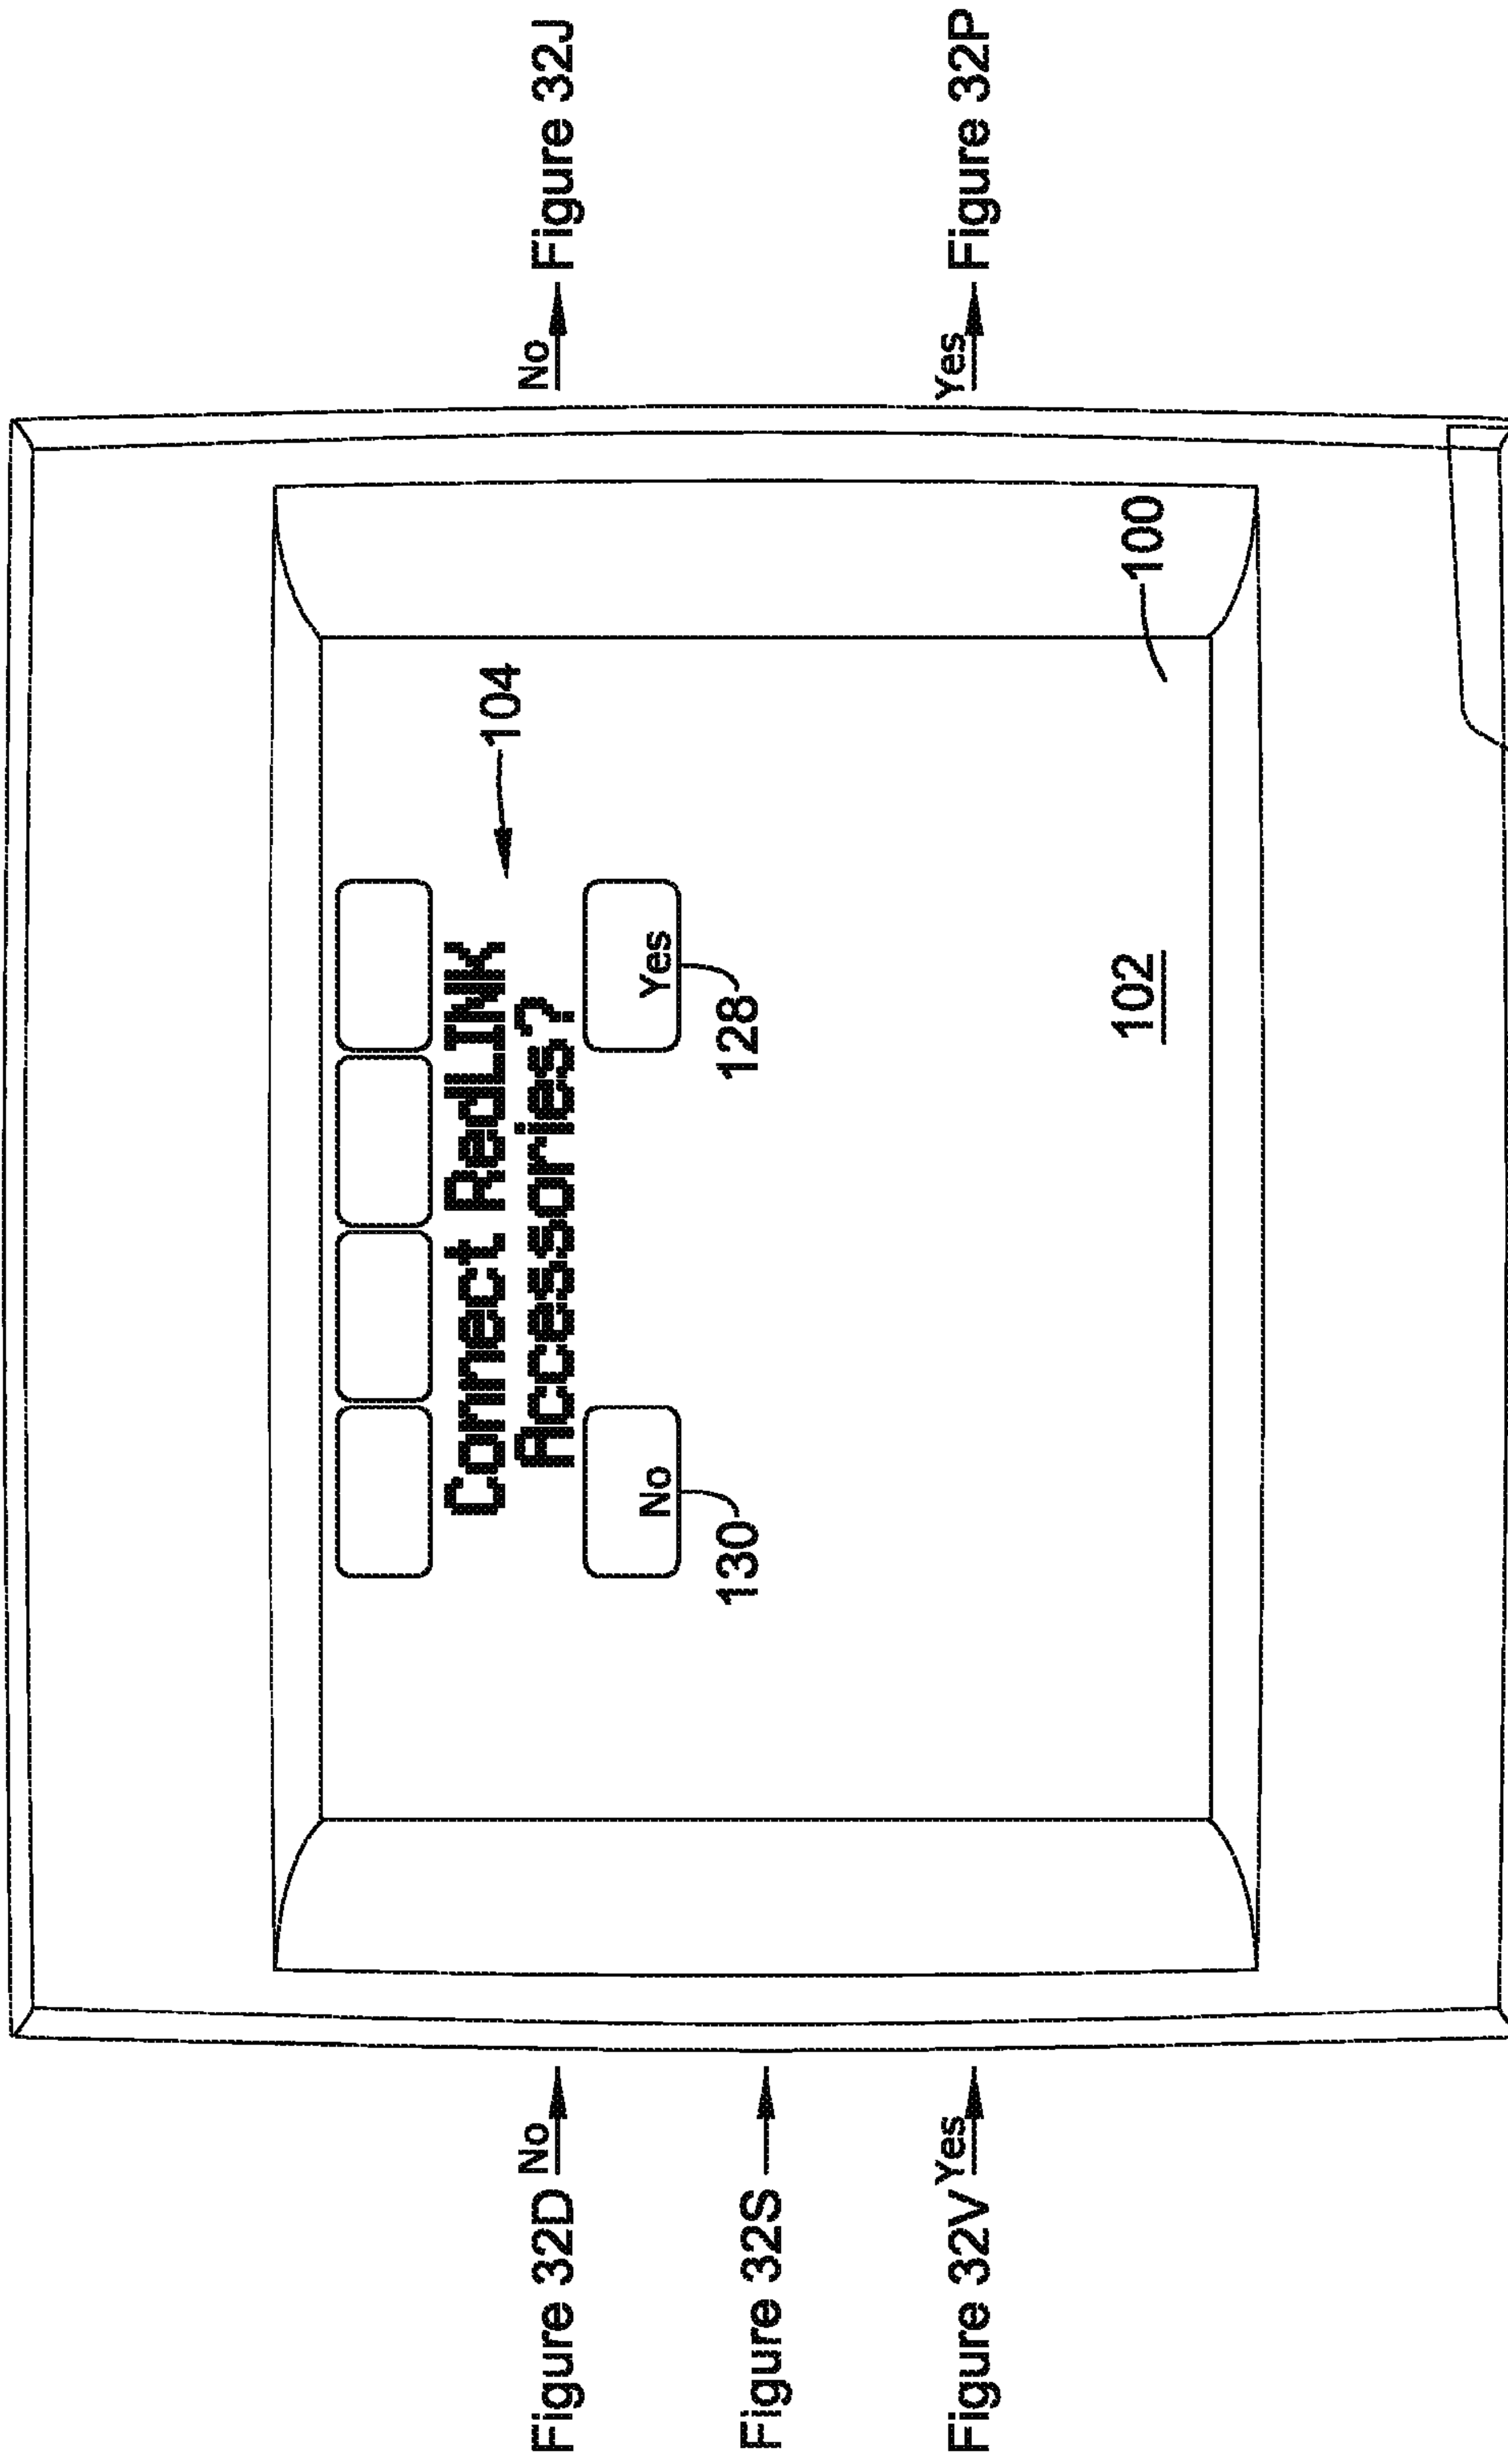 Connect RedLINK
Accessories?
104
No
Yes
130
128
102
100
Figure 32D
No
Figure 32S
Figure 32V
Yes
No
Figure 32J
Yes
Figure 32P